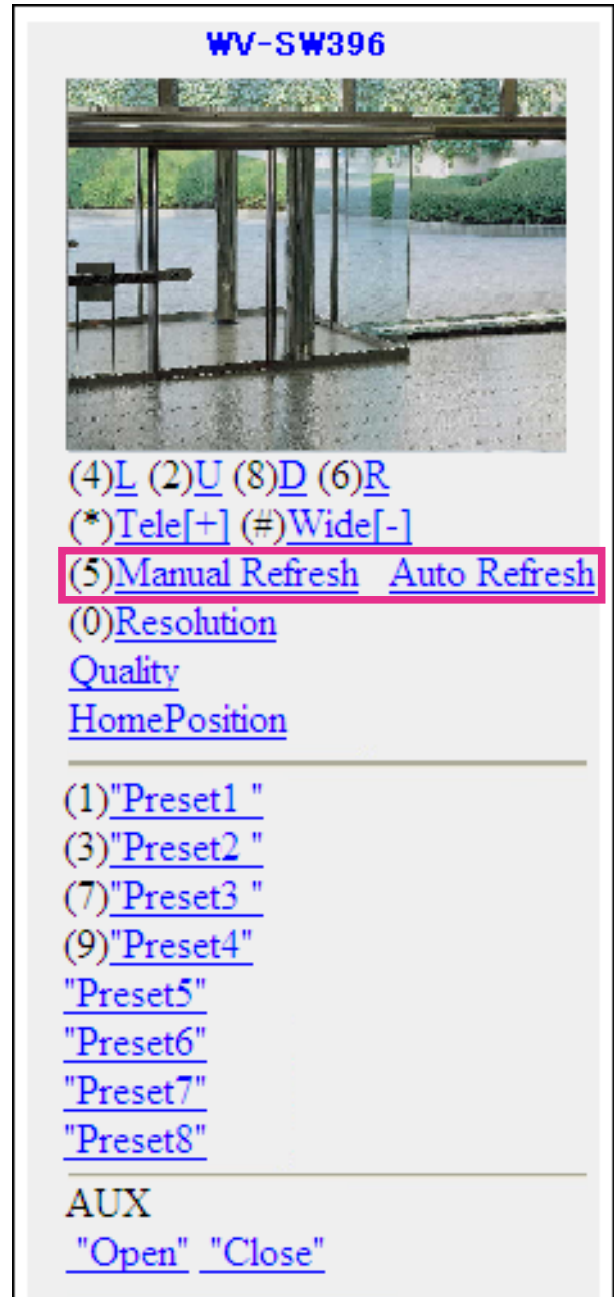 WV-SW396
(4)L (2)U (8)D (6)R
(*)Tele[+] (#)Wide[-]
(5)Manual Refresh Auto Refresh
(0)Resolution
Quality
HomePosition
(1)"Preset1 "
(3)"Preset2 "
(7)"Preset3 "
(9)"Preset4"
"Preset5"
"Preset6"
"Preset7"
"Preset8"
AUX
"Open" "Close"